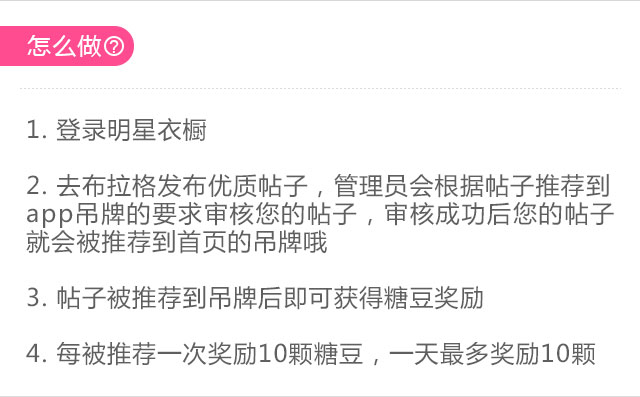 怎么做?
1. 登录明星衣橱
2. 去布拉格发布优质帖子，管理员会根据帖子推荐到
app吊牌的要求审核您的帖子，审核成功后您的帖子
就会被推荐到首页的吊牌哦
3. 帖子被推荐到吊牌后即可获得糖豆奖励
4. 每被推荐一次奖励10颗糖豆，一天最多奖励10颗